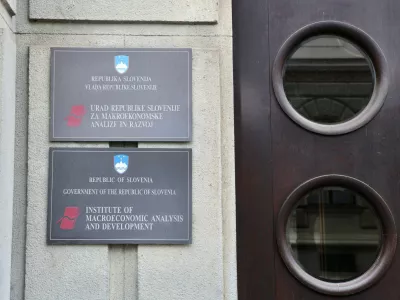 REPUBLIKA SLOVENIJA
VLADA REPUBLIKE SLOVENIJE
URAD REPUBLIKE SLOVENIJE
ZA MAKROEKONOMSKE
ANALIZE IN RAZVOJ
REPUBLIC OF SLOVENIA
GOVERNMENT OF THE REPUBLIC OF SLOVENIA
INSTITUTE OF
MACROECONOMIC ANALYSIS
AND DEVELOPMENT